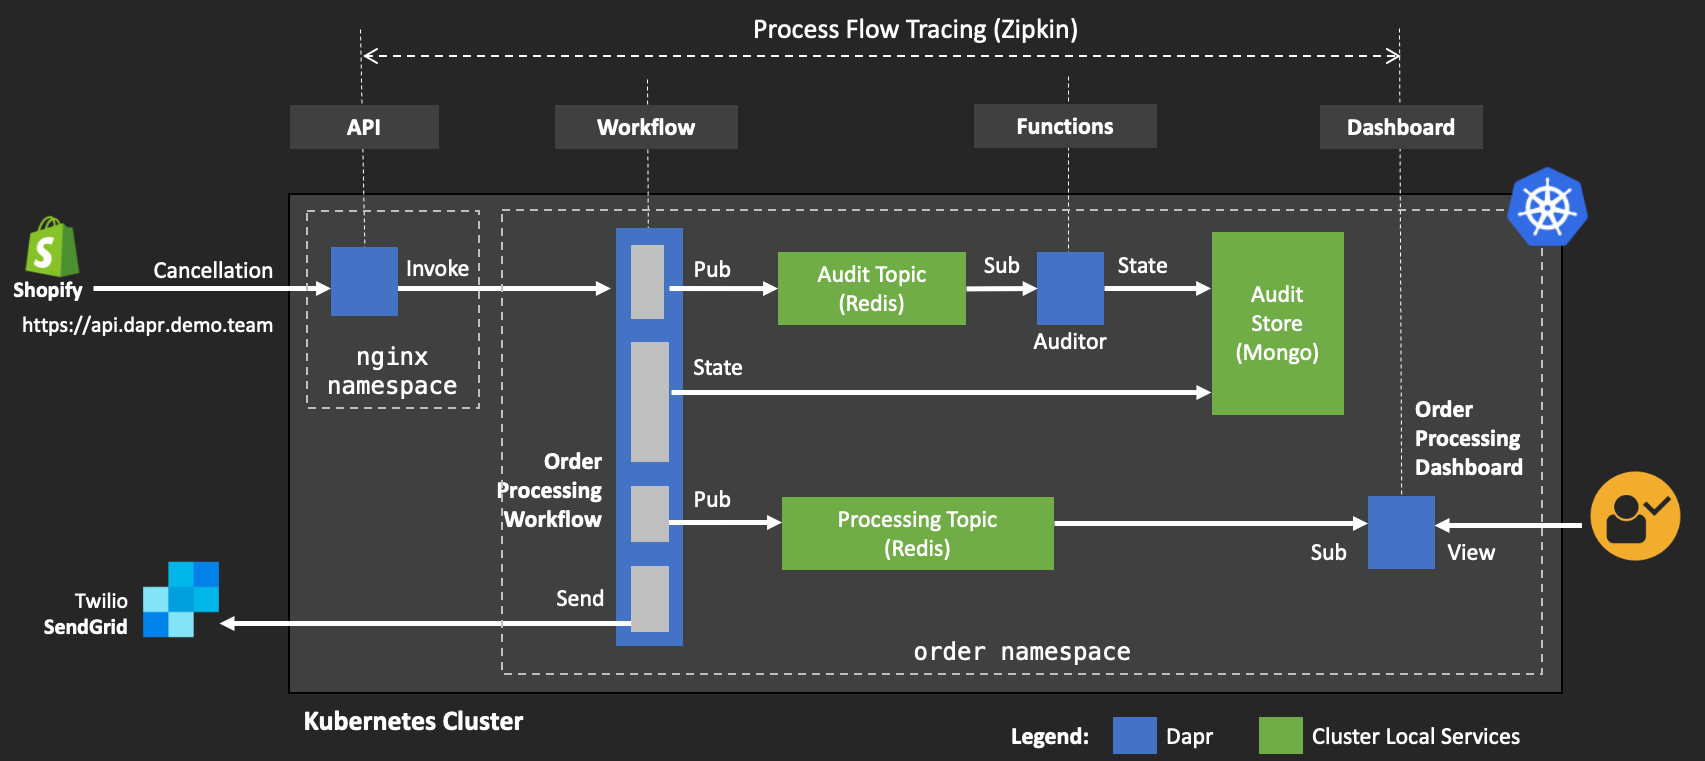 Process Flow Tracing (Zipkin)
API
Workflow
Functions
Dashboard
S
Shopify
Cancellation
https://api.dapr.demo.team
Invoke
nginx
namespace
Pub
Audit Topic
(Redis)
Sub
Auditor
State
Audit
Store
(Mongo)
State
Order
Processing
Workflow
Pub
Processing Topic
(Redis)
Sub
Order
Processing
Dashboard
View
Send
Twilio
SendGrid
order namespace
Kubernetes Cluster
Legend:
Dapr
Cluster Local Services